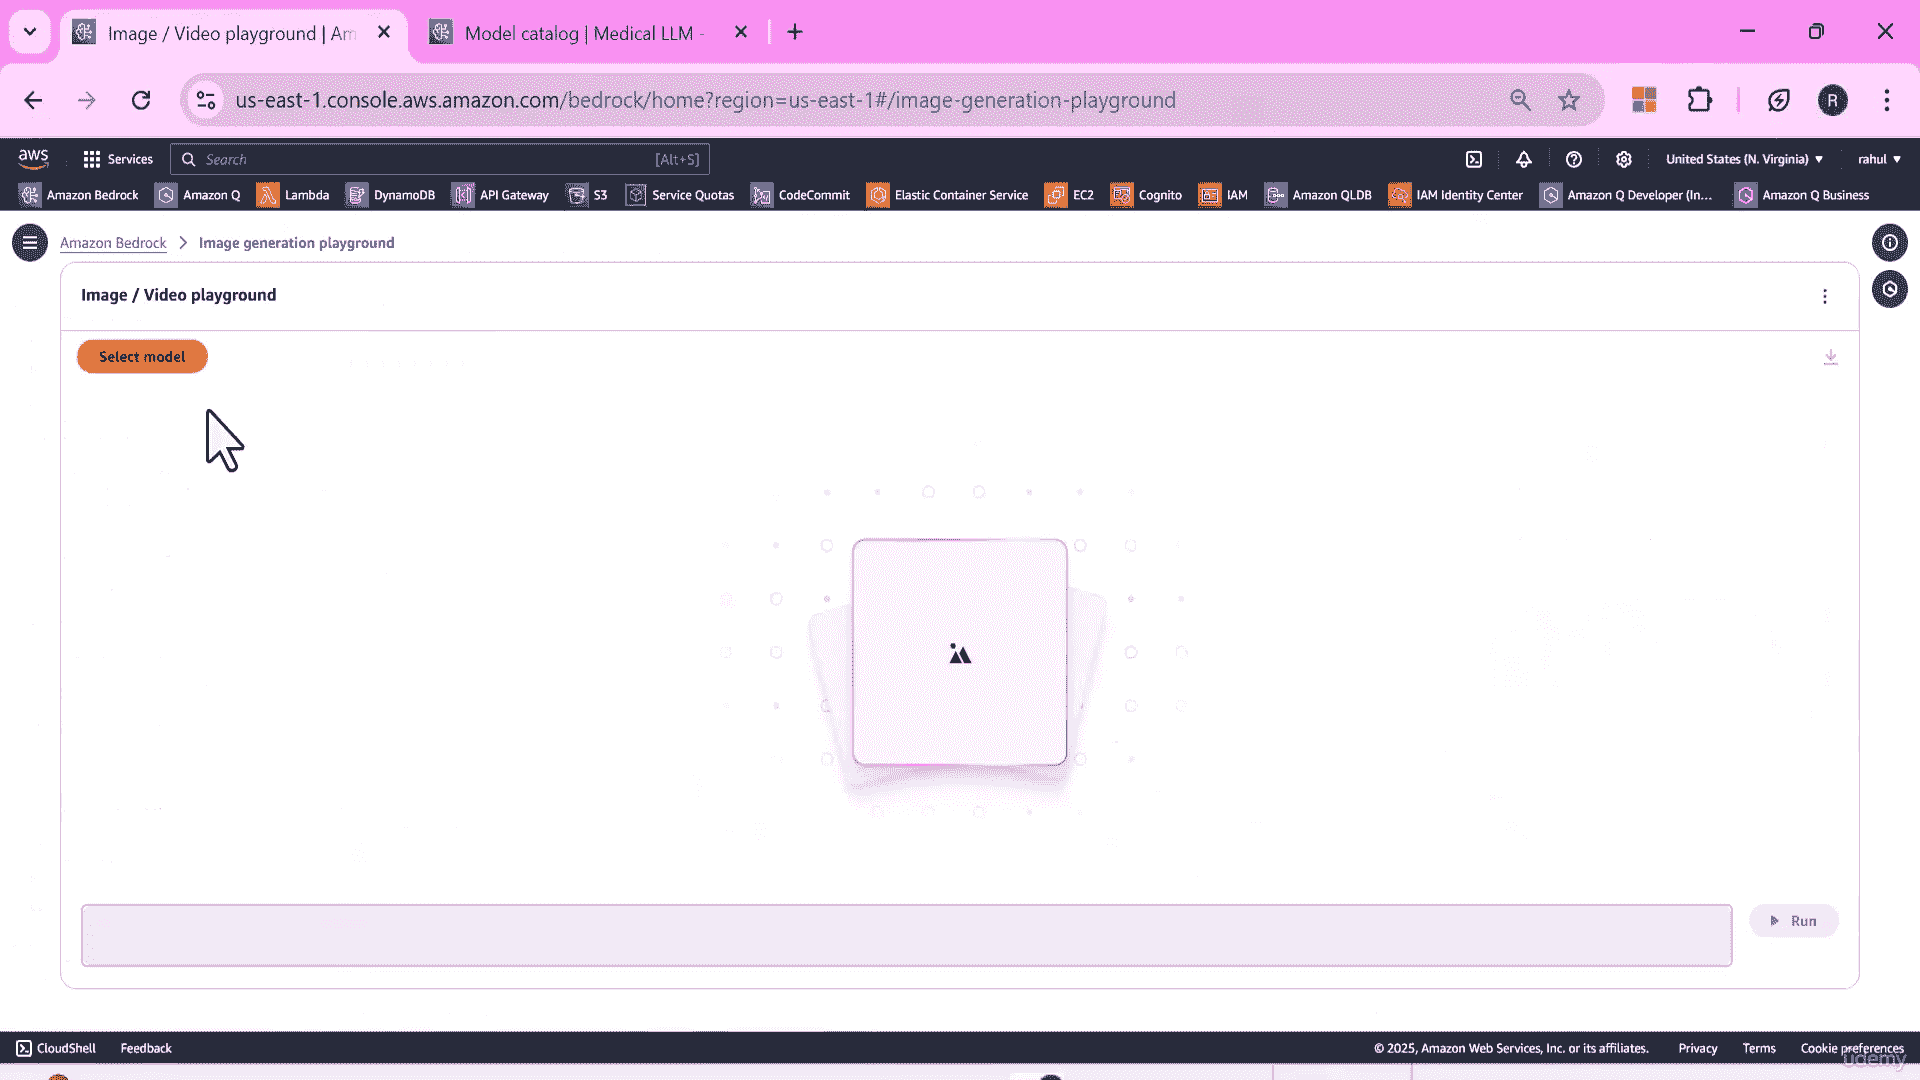 Image / Video playground | Am
Model catalog | Medical LLM -
us-east-1.console.aws.amazon.com/bedrock/home?region=us-east-1#/image-generation-playground
R
aws
Services
Search
[Alt+S]
United States (N. Virginia)
rahul
Amazon Bedrock
Amazon Q
Lambda
DynamoDB
API Gateway
S3
Service Quotas
CodeCommit
Elastic Container Service
EC2
Cognito
IAM
Amazon QLDB
IAM Identity Center
Amazon Q Developer (In...
Amazon Q Business
Amazon Bedrock
Image generation playground
Image / Video playground
Select model
Run
CloudShell
Feedback
© 2025, Amazon Web Services, Inc. or its affiliates.
Privacy
Terms
Cookie preferences
udemy